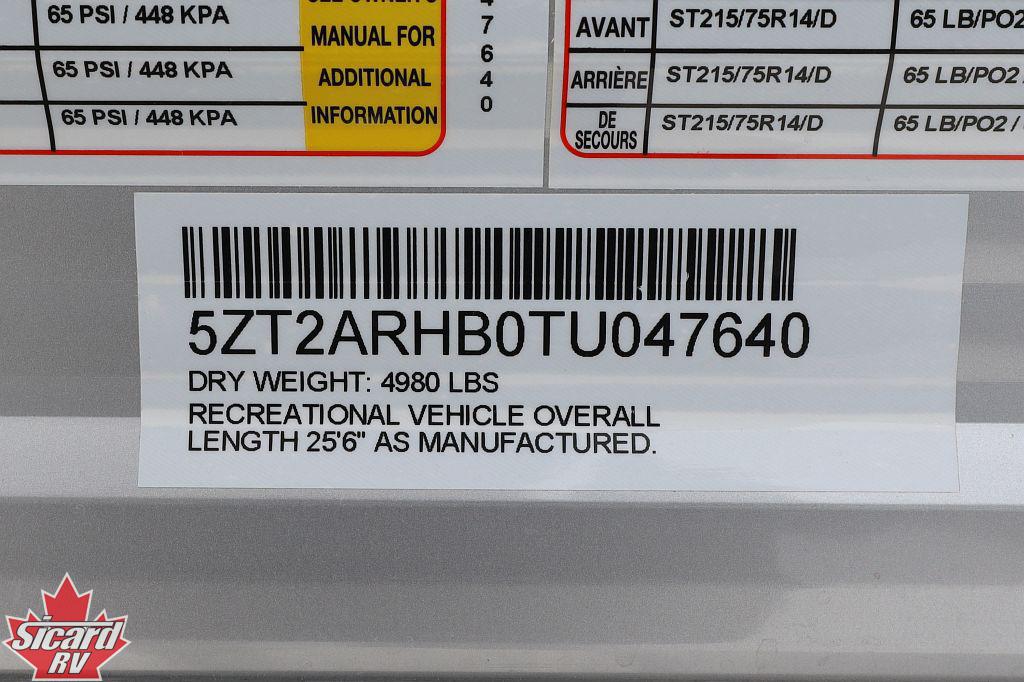 65 PSI / 448 KPA
65 PSI / 448 KPA
65 PSI / 448 KPA
MANUAL FOR
ADDITIONAL
INFORMATION
4
7
6
4
0
AVANT ST215/75R14/D 65 LB/PO2
ARRIÈRE ST215/75R14/D 65 LB/PO2
DE
SECOURS ST215/75R14/D 65 LB/PO2 /
5ZT2ARHB0TU047640
DRY WEIGHT: 4980 LBS
RECREATIONAL VEHICLE OVERALL
LENGTH 25'6" AS MANUFACTURED.
Sicard
RV